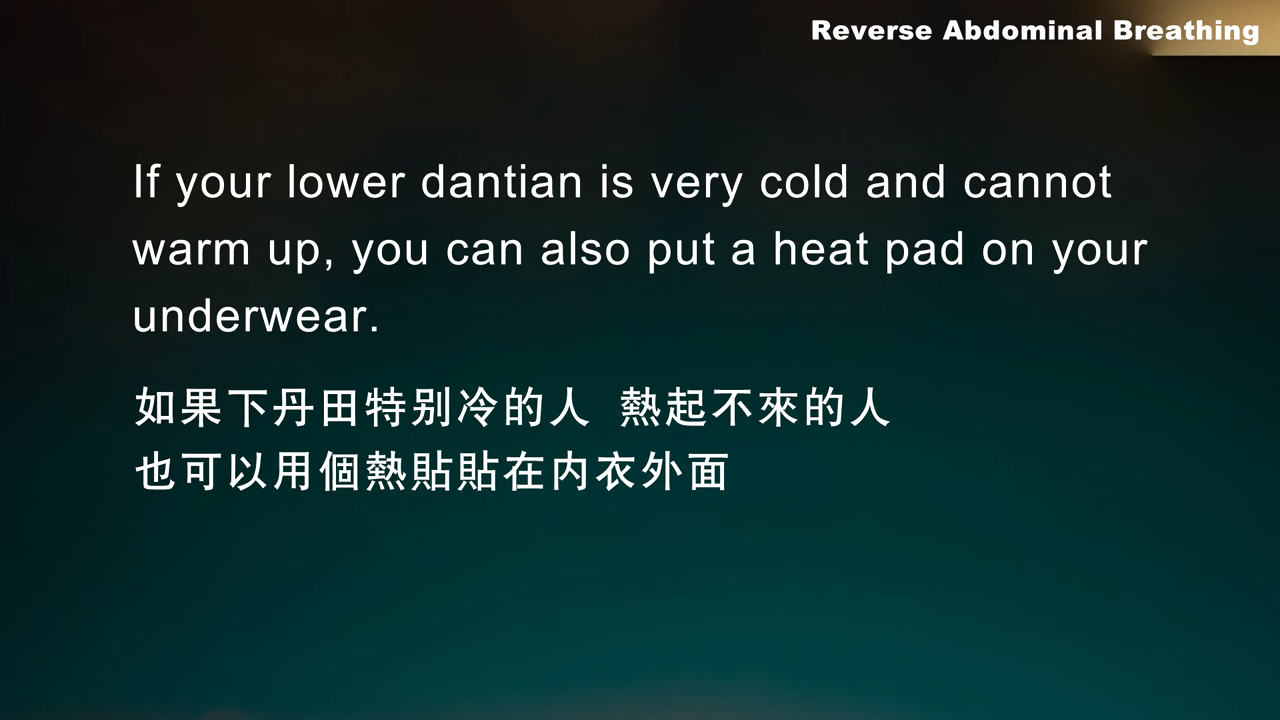 Reverse Abdominal Breathing
If your lower dantian is very cold and cannot
warm up, you can also put a heat pad on your
underwear.
如果下丹田特别冷的人 熱起不來的人
也可以用個熱貼貼在内衣外面